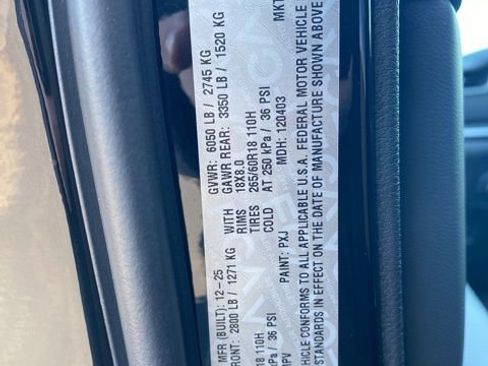 MFR (BUILT): 12-25 GVWR: 6050 LB / 2745 KG
FRONT: 2800 LB / 1271 KG WITH GAWR REAR: 3350 LB / 1520 KG
RIMS 18X8.0
18 110H TIRES 265/60R18 110H
/ 36 PSI COLD AT 250 kPa / 36 PSI
MPV PAINT: PXJ MDH: 120403 MKT
VEHICLE CONFORMS TO ALL APPLICABLE U.S.A. FEDERAL MOTOR VEHICLE
STANDARDS IN EFFECT ON THE DATE OF MANUFACTURE SHOWN ABOVE